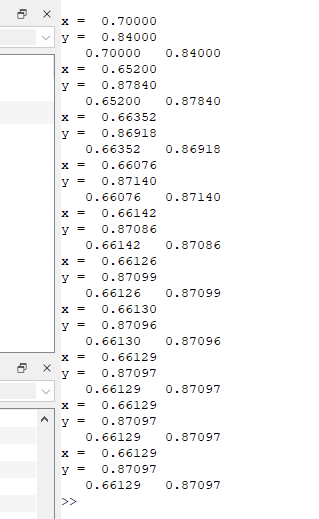 x =  0.70000
y =  0.84000
   0.70000   0.84000
x =  0.65200
y =  0.87840
   0.65200   0.87840
x =  0.66352
y =  0.86918
   0.66352   0.86918
x =  0.66076
y =  0.87140
   0.66076   0.87140
x =  0.66142
y =  0.87086
   0.66142   0.87086
x =  0.66126
y =  0.87099
   0.66126   0.87099
x =  0.66130
y =  0.87096
   0.66130   0.87096
x =  0.66129
y =  0.87097
   0.66129   0.87097
x =  0.66129
y =  0.87097
   0.66129   0.87097
x =  0.66129
y =  0.87097
   0.66129   0.87097
>>